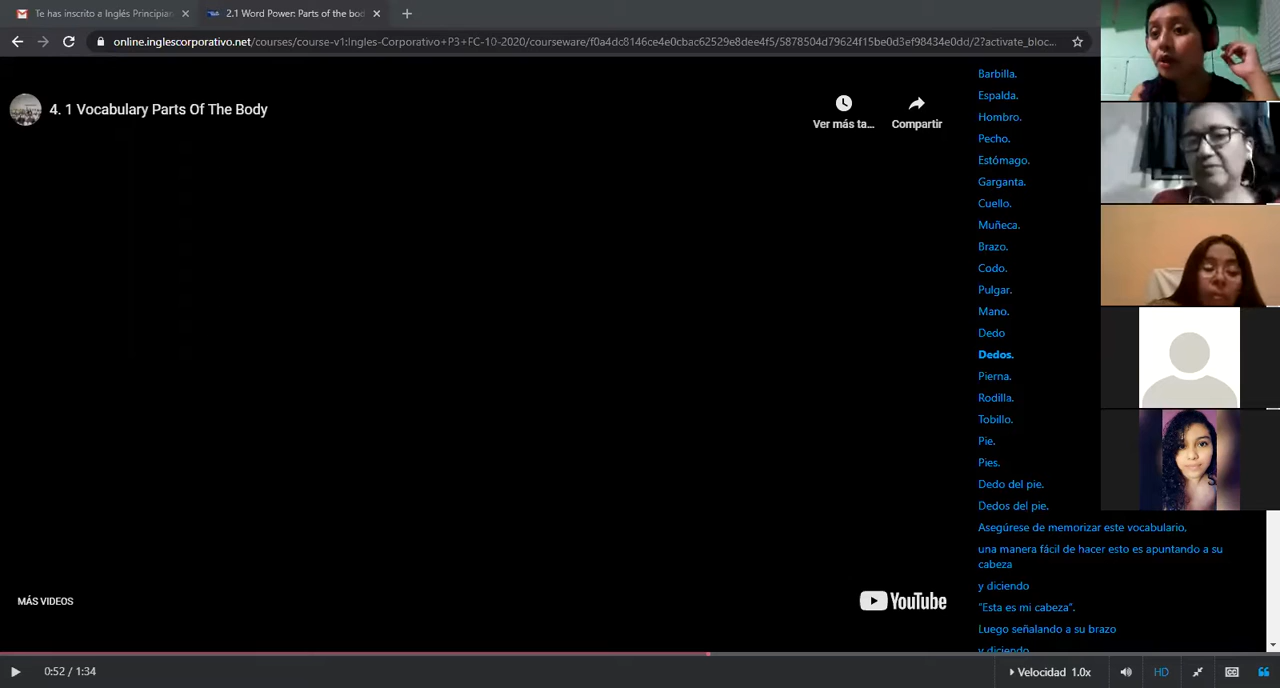 Te has inscrito a Inglés Principian
2.1 Word Power: Parts of the bod
online.inglescorporativo.net/courses/course-v1:Ingles-Corporativo+P3+FC-10-2020/courseware/f0a4dc8146ce4e0cbac62529e8dee4f5/5878504d79624f15be0d3ef98434e0dd/2?activate_bloc...
4. 1 Vocabulary Parts Of The Body
Ver más ta...
Compartir
Barbilla.
Espalda.
Hombro.
Pecho.
Estómago.
Garganta.
Cuello.
Muñeca.
Brazo.
Codo.
Pulgar.
Mano.
Dedo
Dedos.
Pierna.
Rodilla.
Tobillo.
Pie.
Pies.
Dedo del pie.
Dedos del pie.
Asegúrese de memorizar este vocabulario,
una manera fácil de hacer esto es apuntando a su
cabeza
y diciendo
"Esta es mi cabeza".
Luego señalando a su brazo
y diciendo
MÁS VIDEOS
YouTube
0:52 / 1:34
Velocidad 1.0x
HD
CC